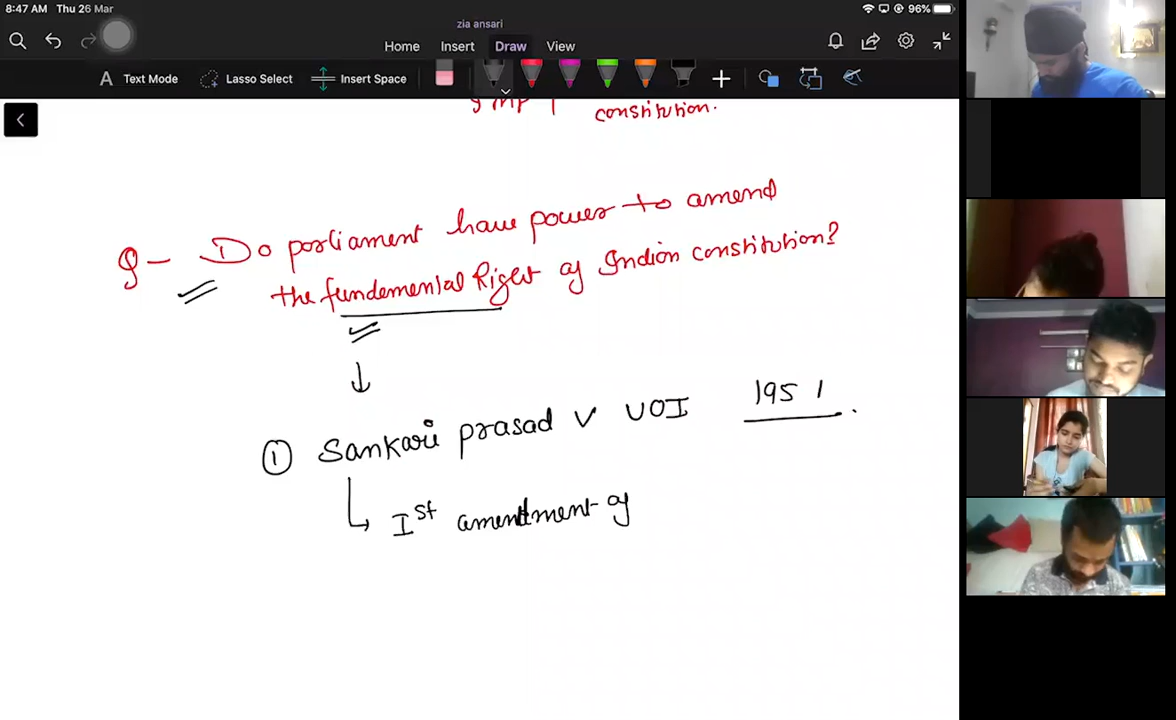 8:47 AM Thu 26 Mar
96%
zia ansari
Home Insert Draw View
Text Mode Lasso Select Insert Space
constitution.
Q- Do parliament have power to amend
the fundemental Right of Indian constitution?
① Sankari prasad V UOI 1951.
Ist amentment of